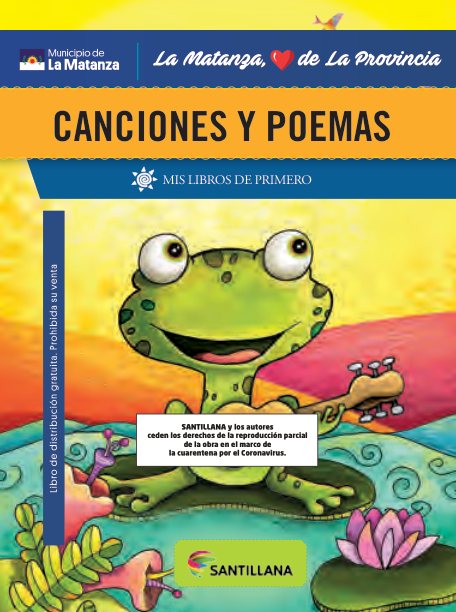 Municipio de
La Matanza
La Matanza, de La Provincia
CANCIONES Y POEMAS
MIS LIBROS DE PRIMERO
Libro de distribución gratuita. Prohibida su venta
SANTILLANA y los autores
ceden los derechos de la reproducción parcial
de la obra en el marco de
la cuarentena por el Coronavirus.
SANTILLANA